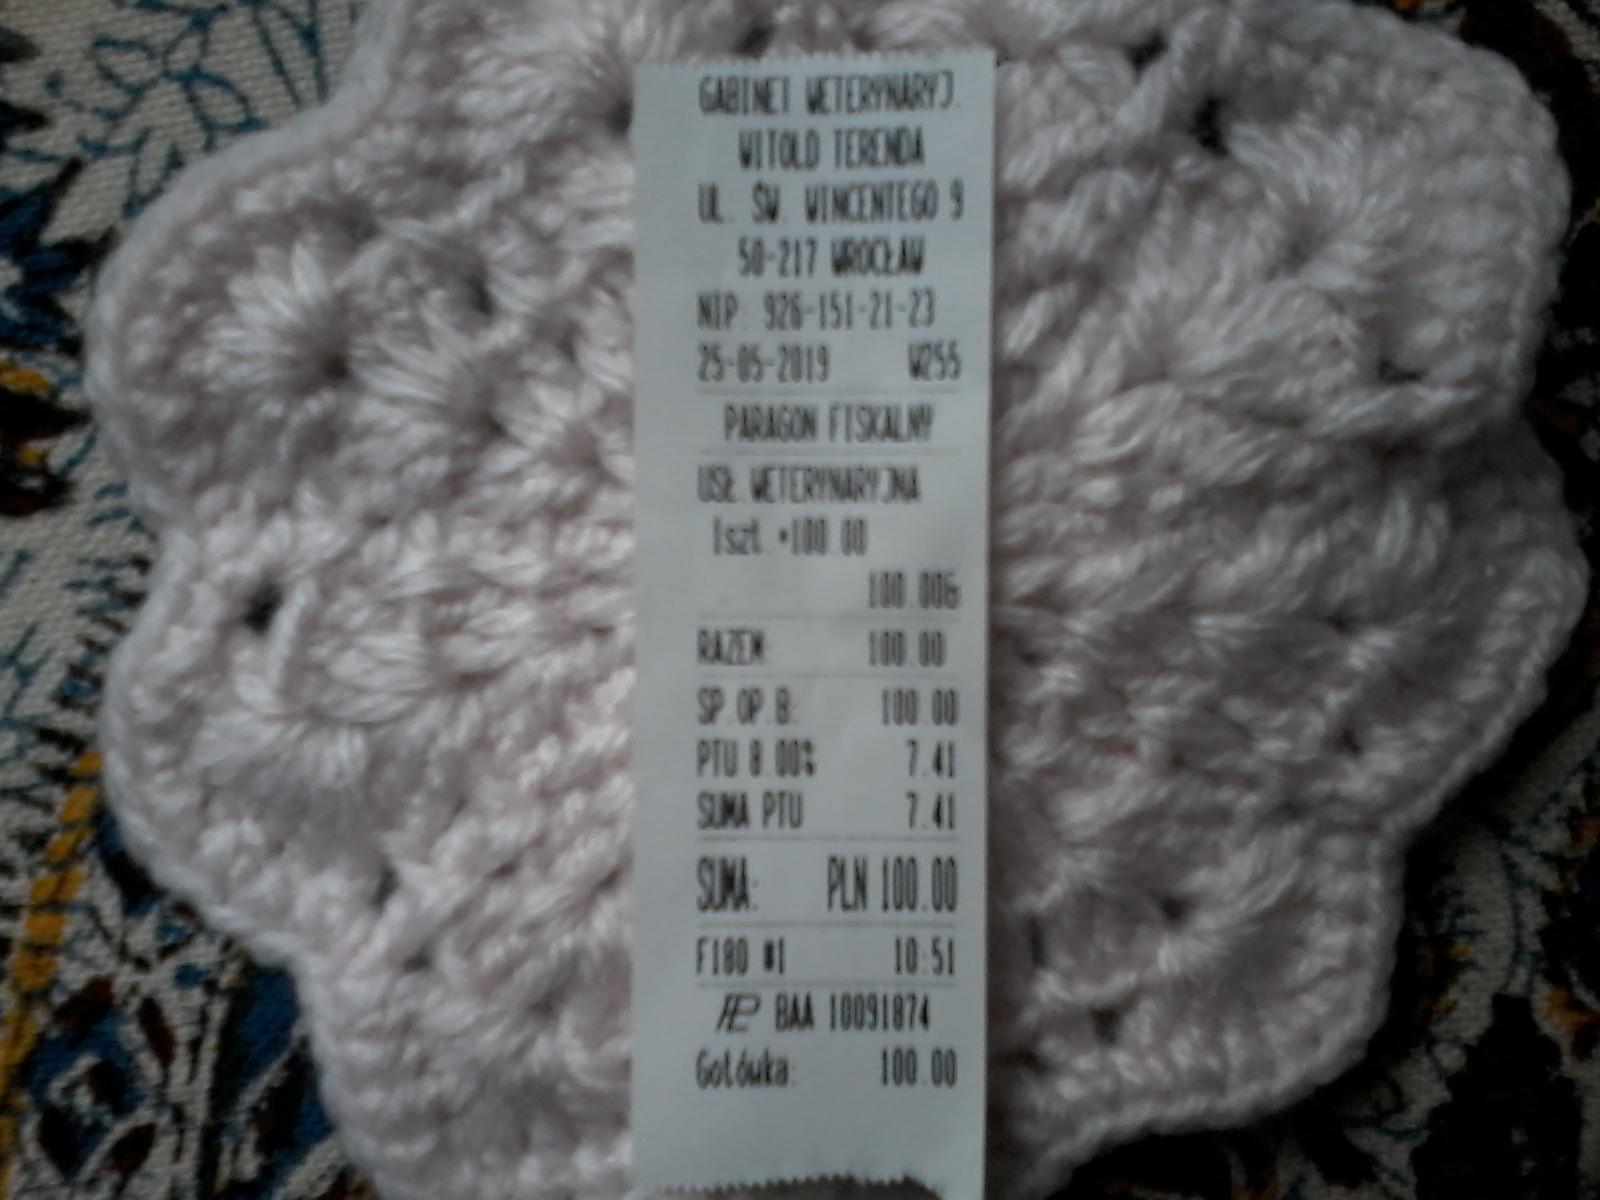 GABINET WETERYNARYJ.
WITOLD TERENDA
UL. ŚW. WINCENTEGO 9
50-217 WROCŁAW
NIP: 926-151-21-23
25-05-2019 W255
PARAGON FISKALNY
USŁ.WETERYNARYJNA
1szt.*100.00
100.00B
RAZEM: 100.00
SP.OP.B: 100.00
PTU 8.00% 7.41
SUMA PTU 7.41
SUMA: PLN 100.00
F180 #1 10:51
BAA 10091874
Gotówka: 100.00